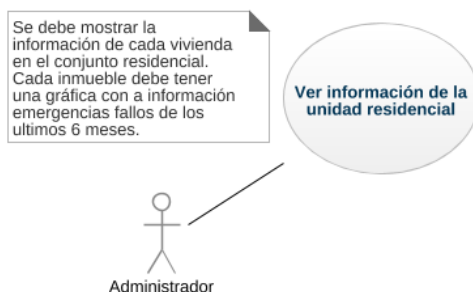 Se debe mostrar la
información de cada vivienda
en el conjunto residencial.
Cada inmueble debe tener
una gráfica con a información
emergencias fallos de los
ultimos 6 meses.
Ver información de la
unidad residencial
Administrador